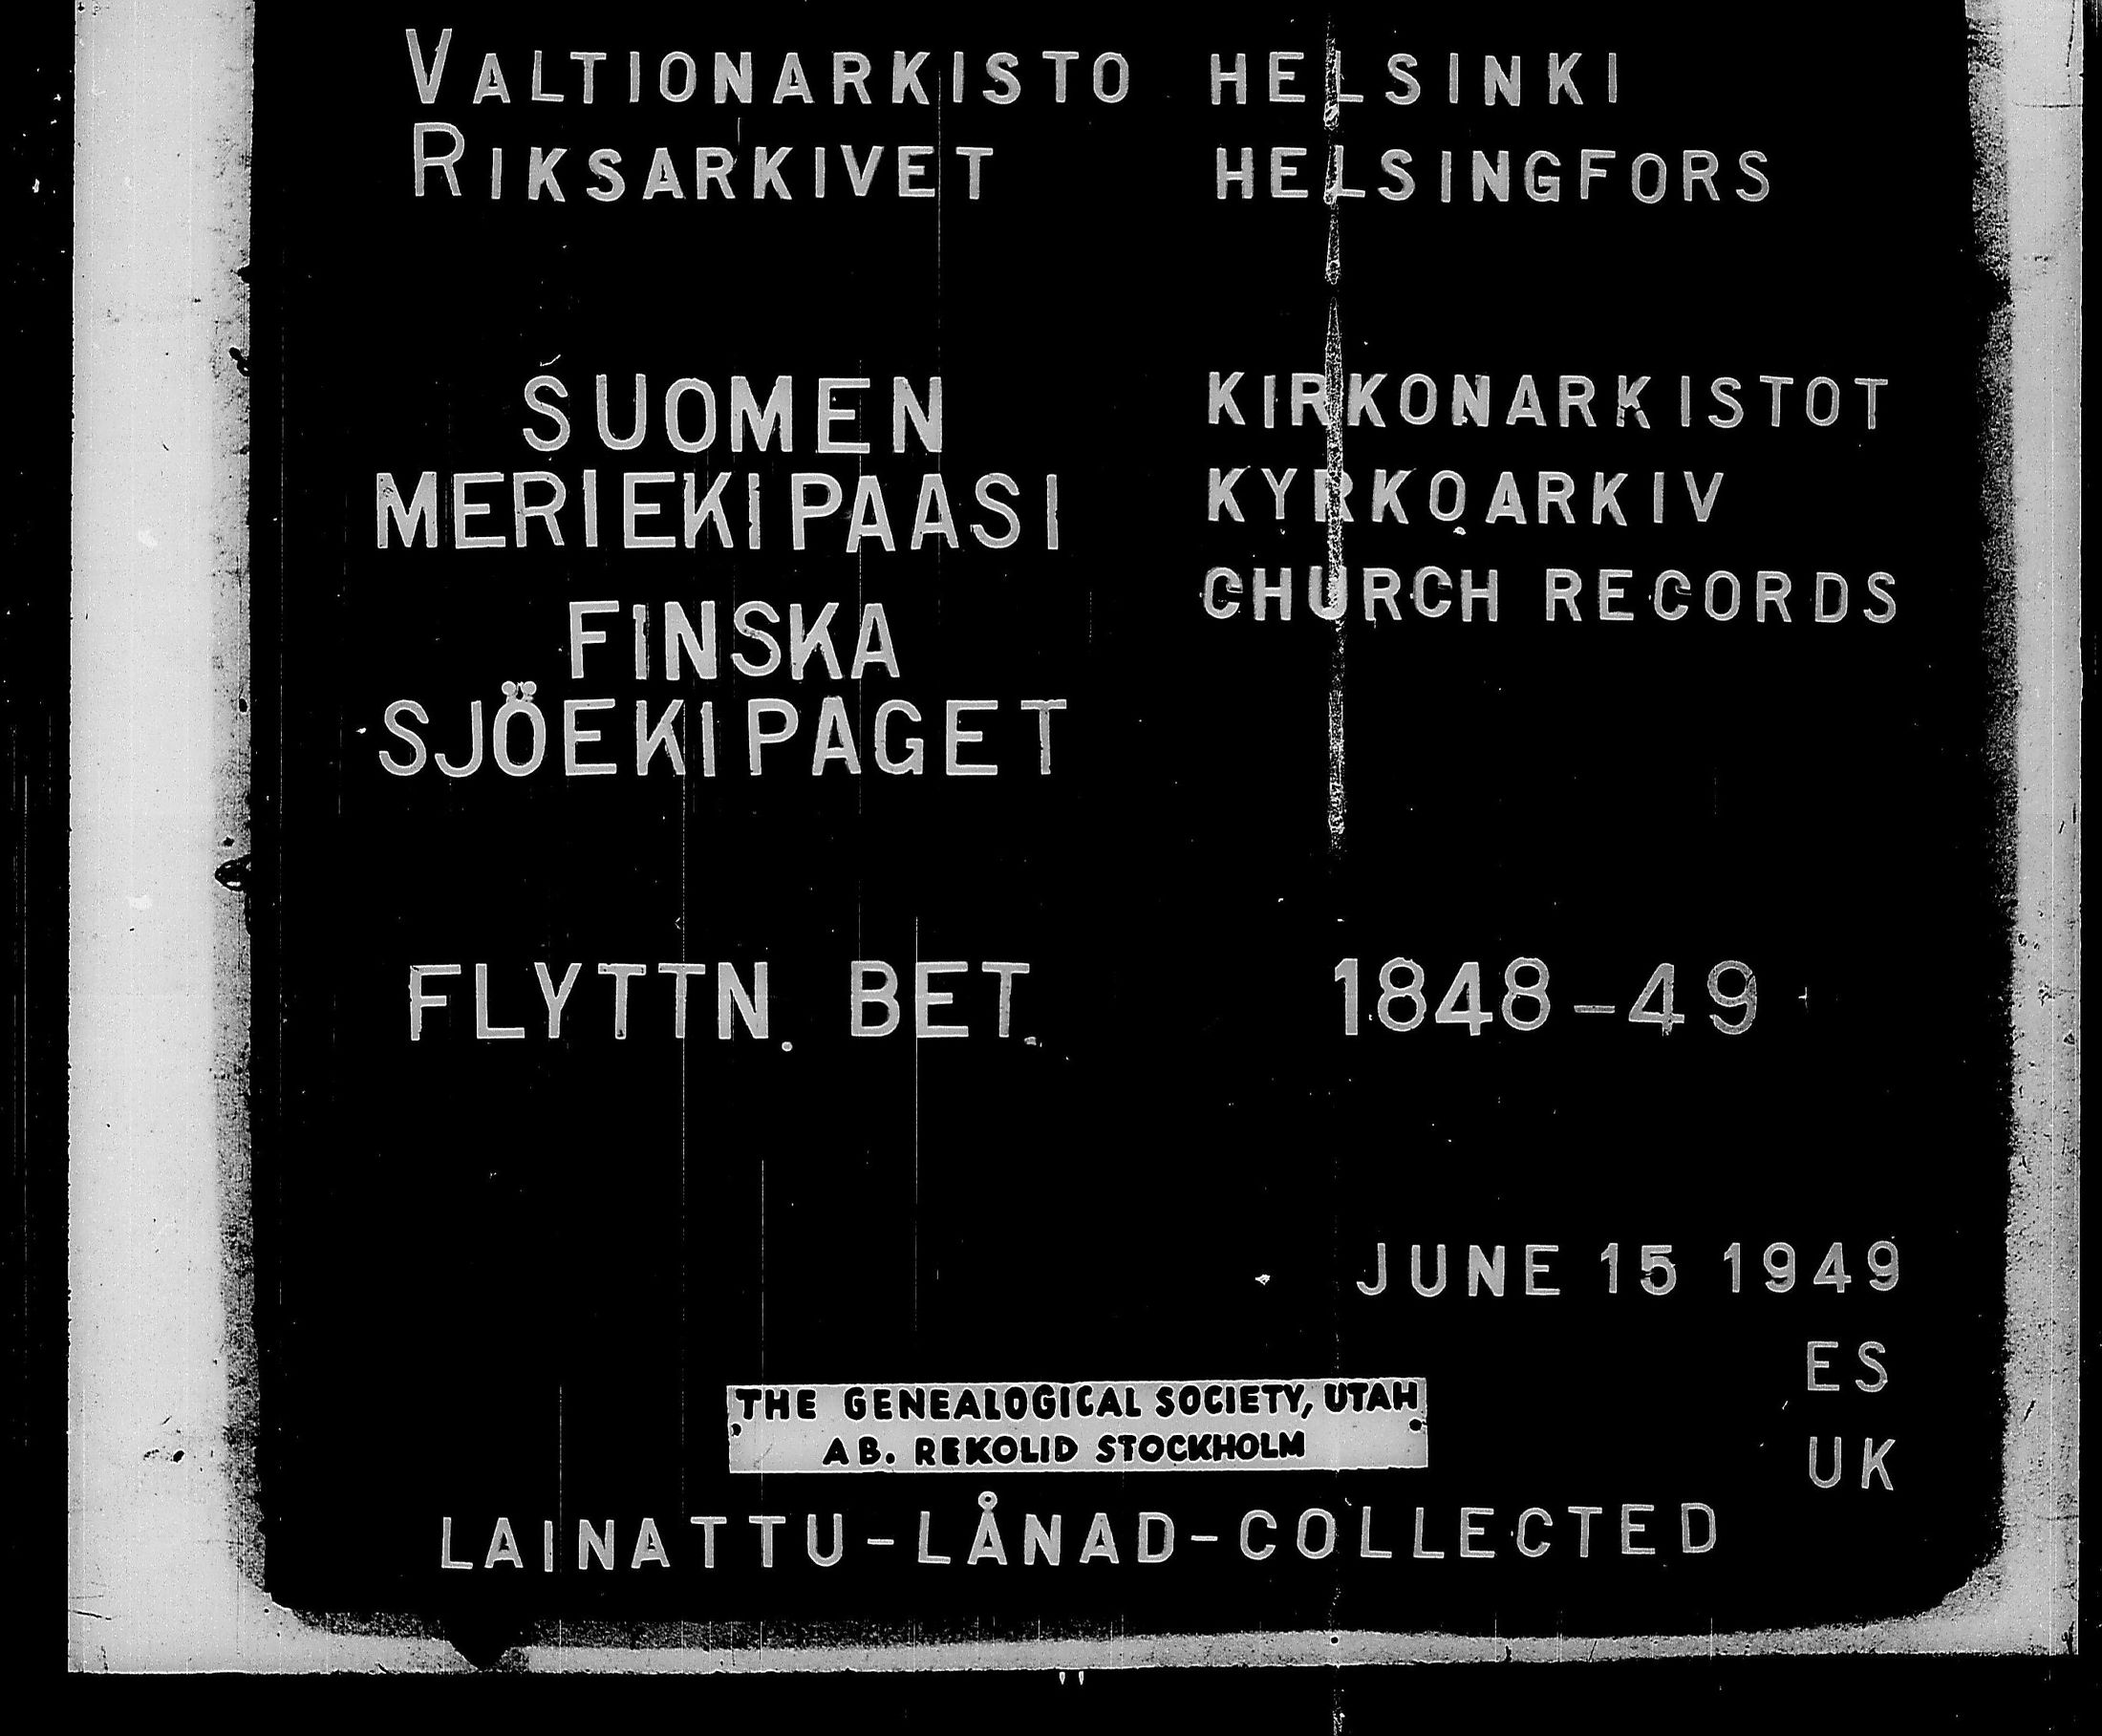 VALTIONARKISTO HELSINKI
RIKSARKIVET HELSINGFORS
SUOMEN
MERIEKIPAASI
FINSKA
SJÖEKIPAGET
KIRKONARKISTOT
KYRKOARKIV
CHURCH RECORDS
FLYTTN. BET. 1848-49
JUNE 15 1949
ES
UK
THE GENEALOGICAL SOCIETY, UTAH
AB. REKOLID STOCKHOLM
LAINATTU-LÅNAD-COLLECTED